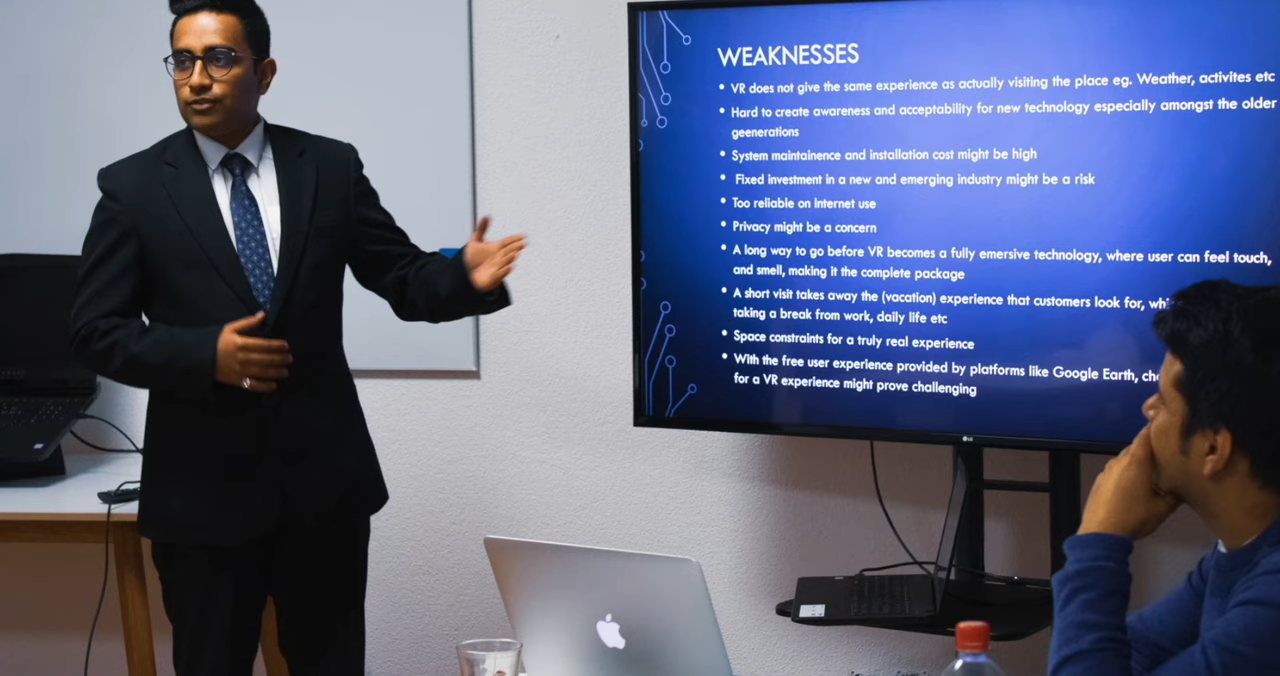 WEAKNESSES
• VR does not give the same experience as actually visiting the place eg. Weather, activites etc
• Hard to create awareness and acceptability for new technology especially amongst the older
geenerations
• System maintainence and installation cost might be high
• Fixed investment in a new and emerging industry might be a risk
• Too reliable on internet use
• Privacy might be a concern
• A long way to go before VR becomes a fully emersive technology, where user can feel touch,
and smell, making it the complete package
• A short visit takes away the (vacation) experience that customers look for,
taking a break from work, daily life etc
• Space constraints for a truly real experience
• With the free user experience provided by platforms like Google Earth,
for a VR experience might prove challenging
LG